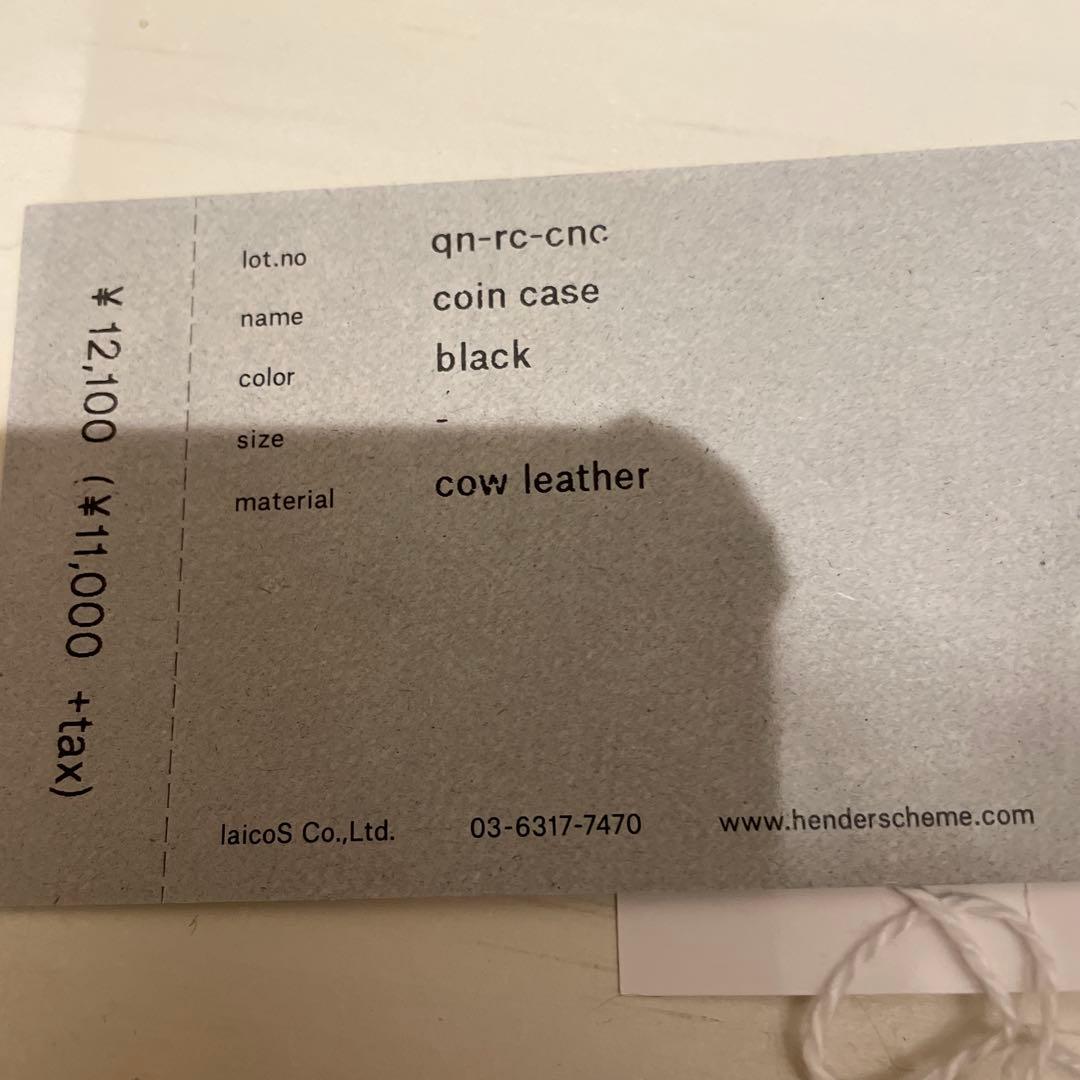 ¥12,100 (¥11,000 +tax)
lot.no qn-rc-cnc
name coin case
color black
size -
material cow leather
laicoS Co.,Ltd. 03-6317-7470 www.henderscheme.com